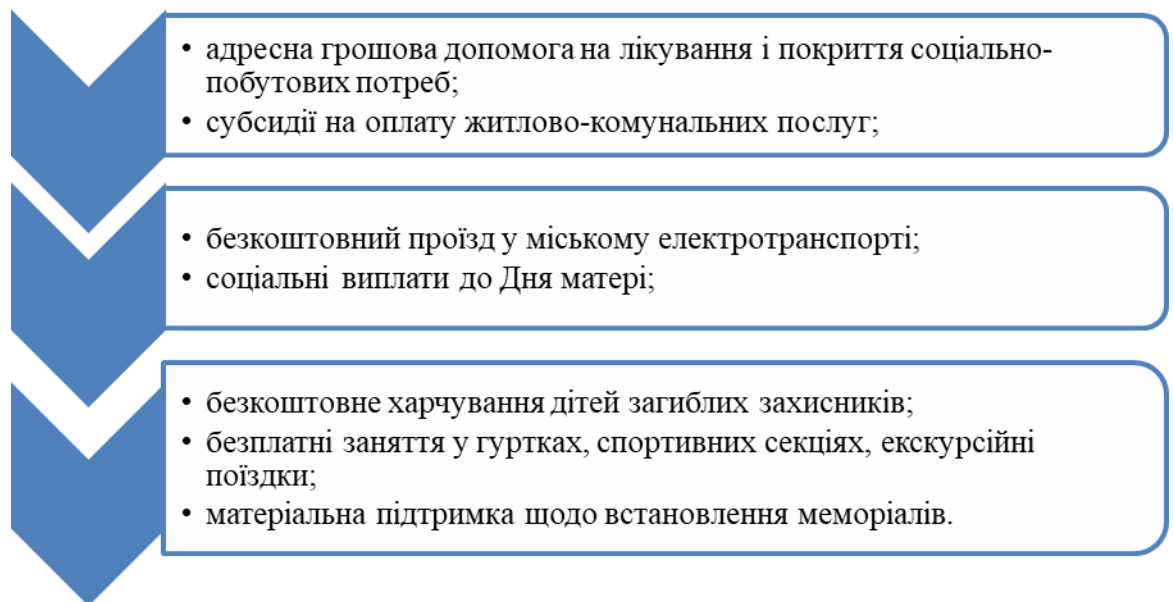 • адресна грошова допомога на лікування і покриття соціально-
побутових потреб;
• субсидії на оплату житлово-комунальних послуг;
• безкоштовний проїзд у міському електротранспорті;
• соціальні виплати до Дня матері;
• безкоштовне харчування дітей загиблих захисників;
• безплатні заняття у гуртках, спортивних секціях, екскурсійні
поїздки;
• матеріальна підтримка щодо встановлення меморіалів.